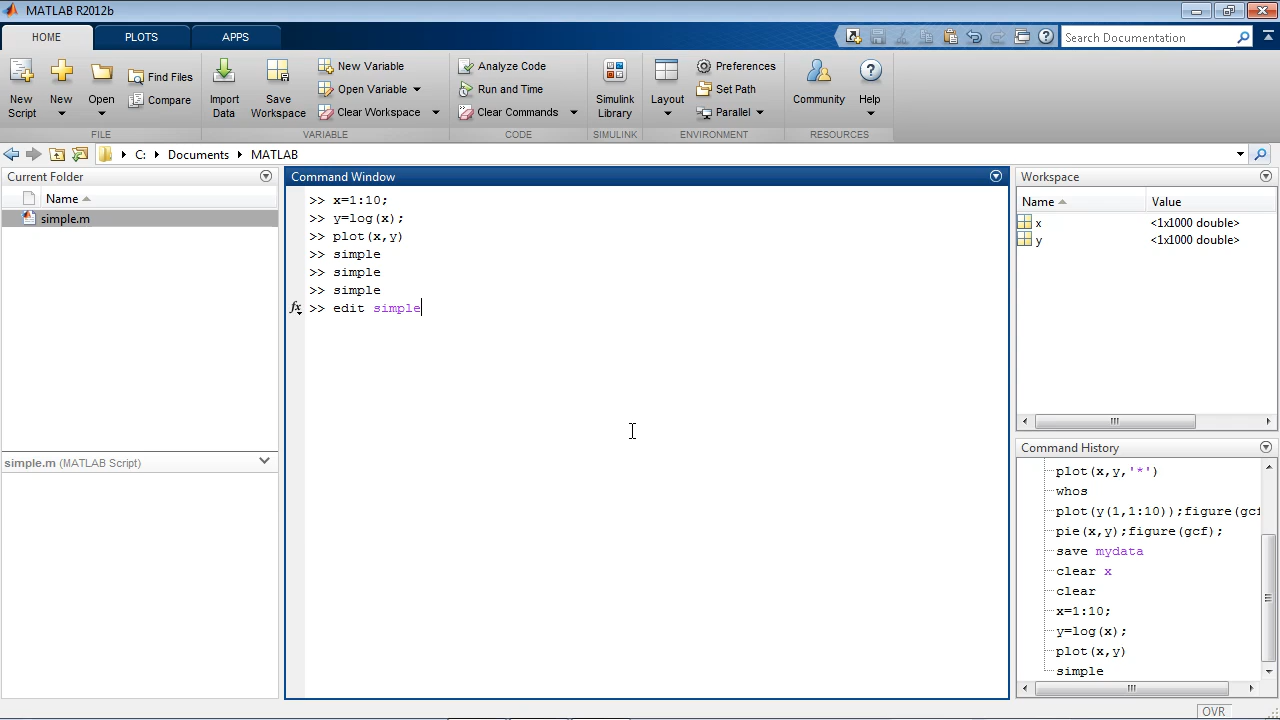 MATLAB R2012b
HOME PLOTS APPS
Search Documentation
New Script
New
Open
Find Files
Compare
FILE
Import Data
Save Workspace
New Variable
Open Variable
Clear Workspace
VARIABLE
Analyze Code
Run and Time
Clear Commands
CODE
Simulink Library
SIMULINK
Layout
Preferences
Set Path
Parallel
ENVIRONMENT
Community
Help
RESOURCES
C: Documents MATLAB
Current Folder
Name
simple.m
simple.m (MATLAB Script)
Command Window
>> x=1:10;
>> y=log(x);
>> plot(x,y)
>> simple
>> simple
>> simple
fx >> edit simple
Workspace
Name Value
x <1x1000 double>
y <1x1000 double>
Command History
plot(x,y,'*')
whos
plot(y(1,1:10));figure(gcf
pie(x,y);figure(gcf);
save mydata
clear x
clear
x=1:10;
y=log(x);
plot(x,y)
simple
OVR